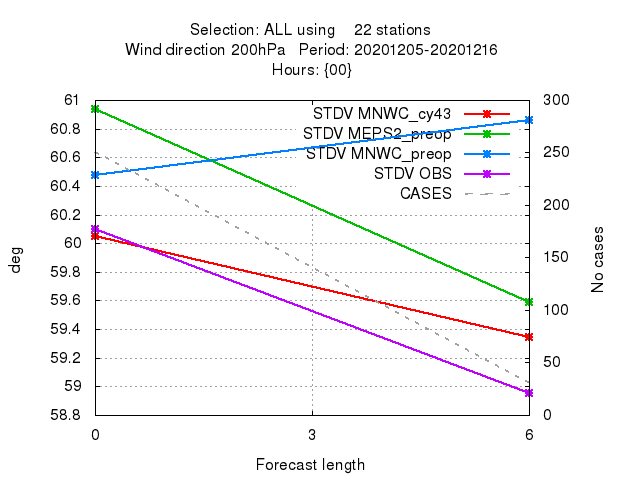 Selection: ALL using 22 stations
Wind direction 200hPa Period: 20201205-20201216
Hours: {00}
61
60.8
60.6
60.4
60.2
60
59.8
59.6
59.4
59.2
59
58.8
deg
STDV MNWC_cy43
STDV MEPS2_preop
STDV MNWC_preop
STDV OBS
CASES
300
250
200
150
100
50
0
No cases
0 3 6
Forecast length